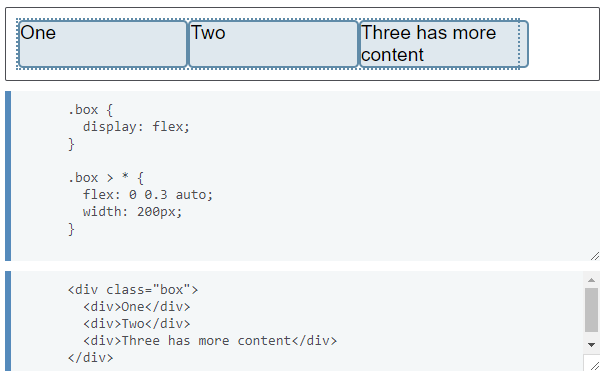 One Two Three has more
content
.box {
display: flex;
}
.box > * {
flex: 0 0.3 auto;
width: 200px;
}
<div class="box">
<div>One</div>
<div>Two</div>
<div>Three has more content</div>
</div>